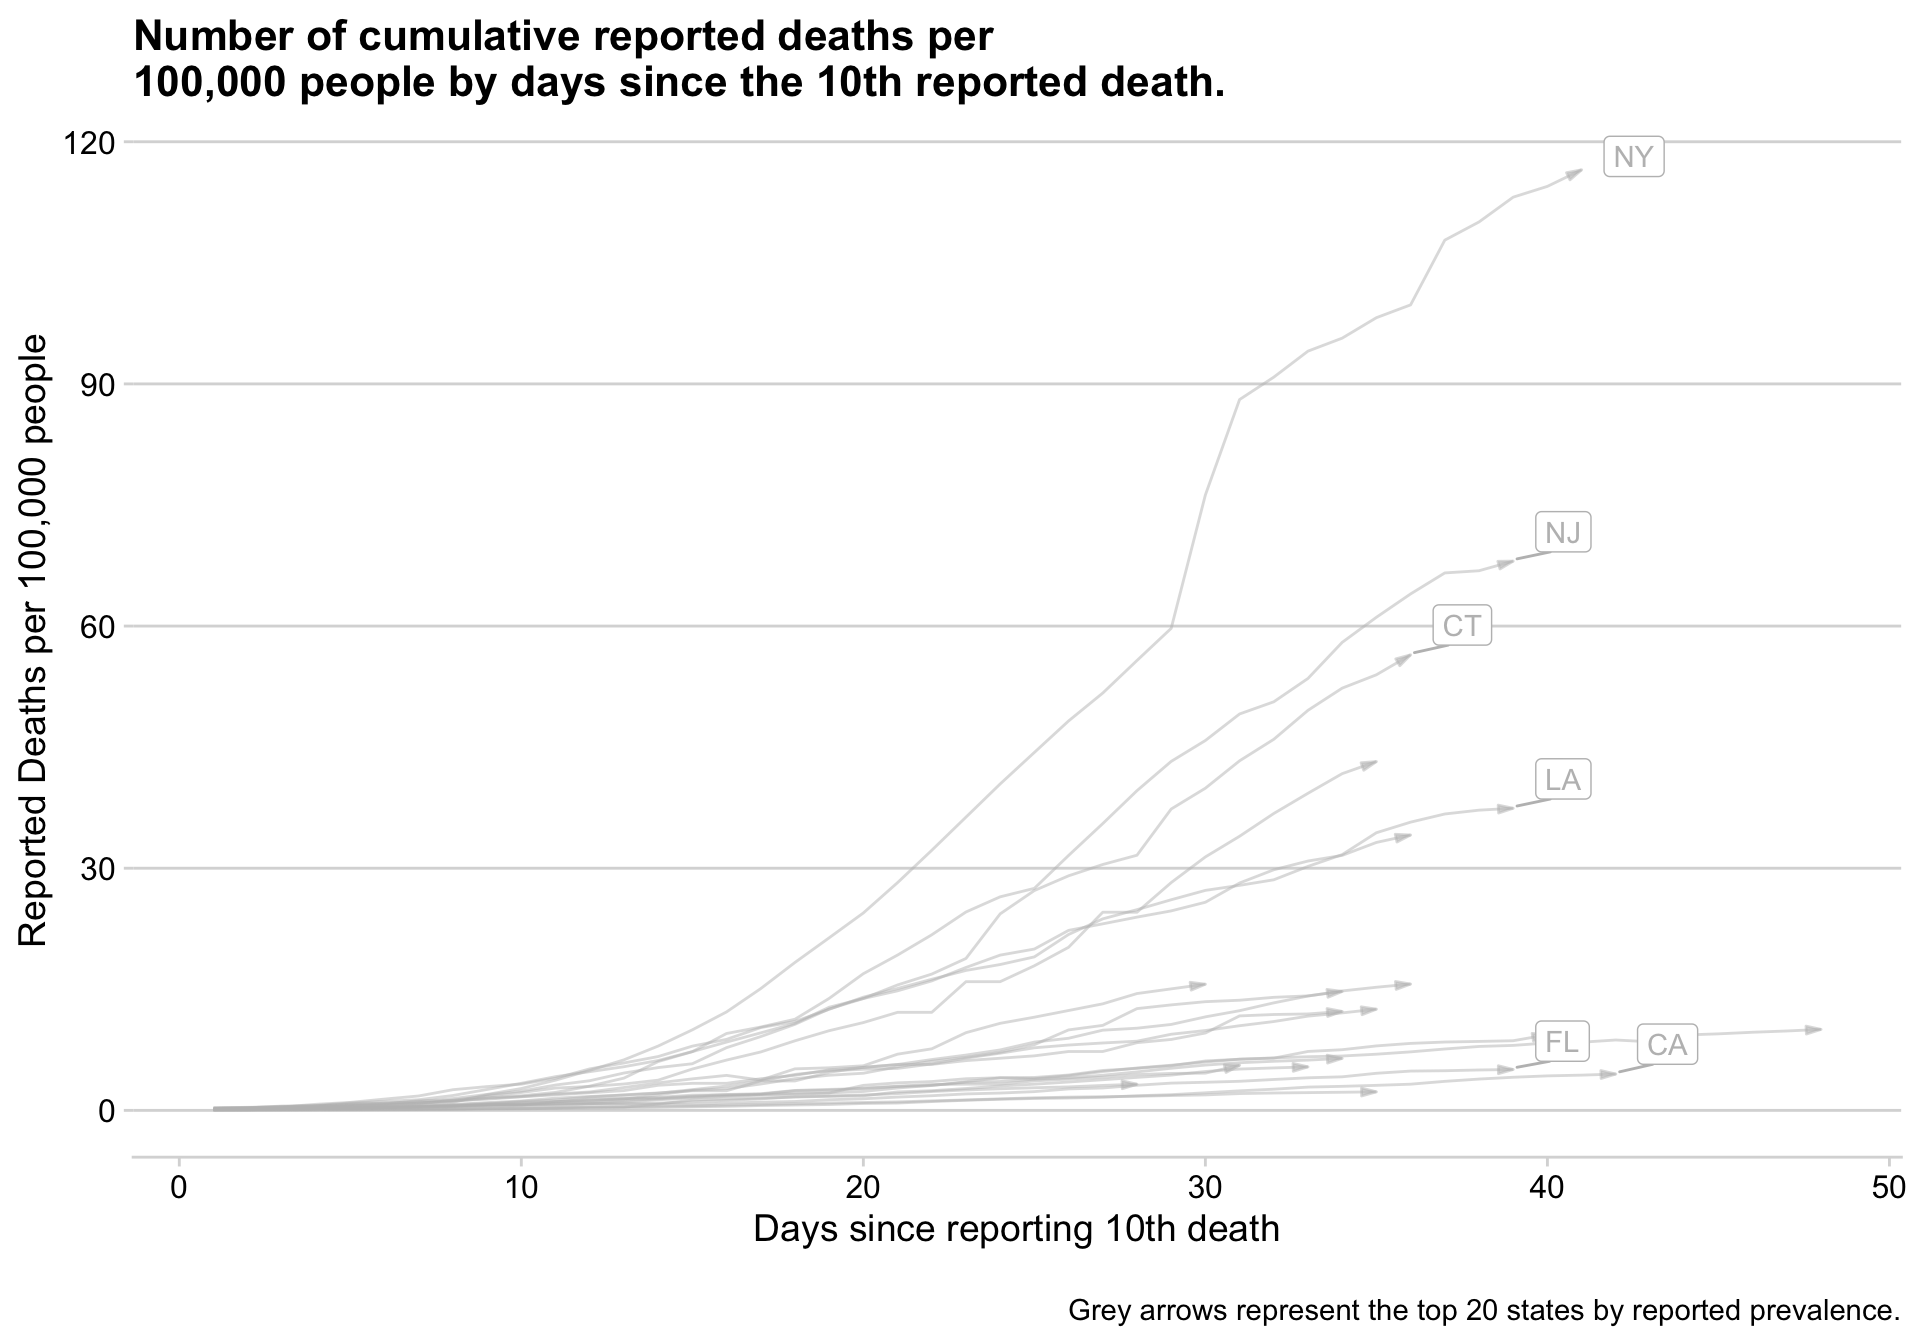 Number of cumulative reported deaths per
100,000 people by days since the 10th reported death.
120
NY
90
NJ
60
CT
LA
30
FL
CA
0
Reported Deaths per 100,000 people
0 10 20 30 40 50
Days since reporting 10th death
Grey arrows represent the top 20 states by reported prevalence.